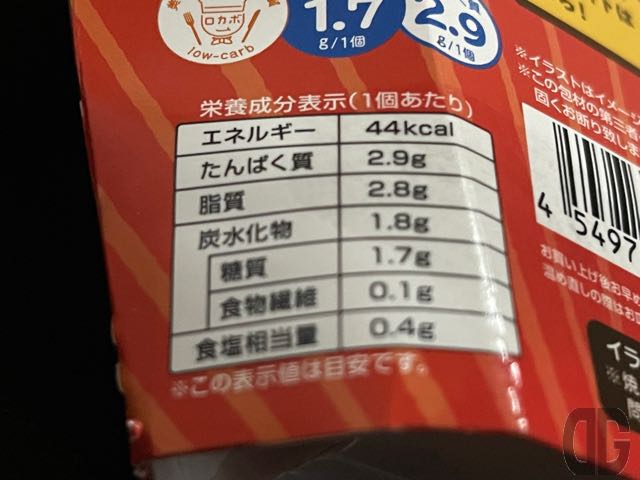 ロカボ
low-carb
1.7
g/1個
質
2.9
g/1個
ろ!
※イラストはイメージ
※この包材の第三
固くお断り致しま
栄養成分表示(1個あたり)
エネルギー 44kcal
たんぱく質 2.9g
脂質 2.8g
炭水化物 1.8g
糖質 1.7g
食物繊維 0.1g
食塩相当量 0.4g
※この表示値は目安です。
4 5497
お買い上げ後お早め
温め直しの際はお
イラ
※焼
DG